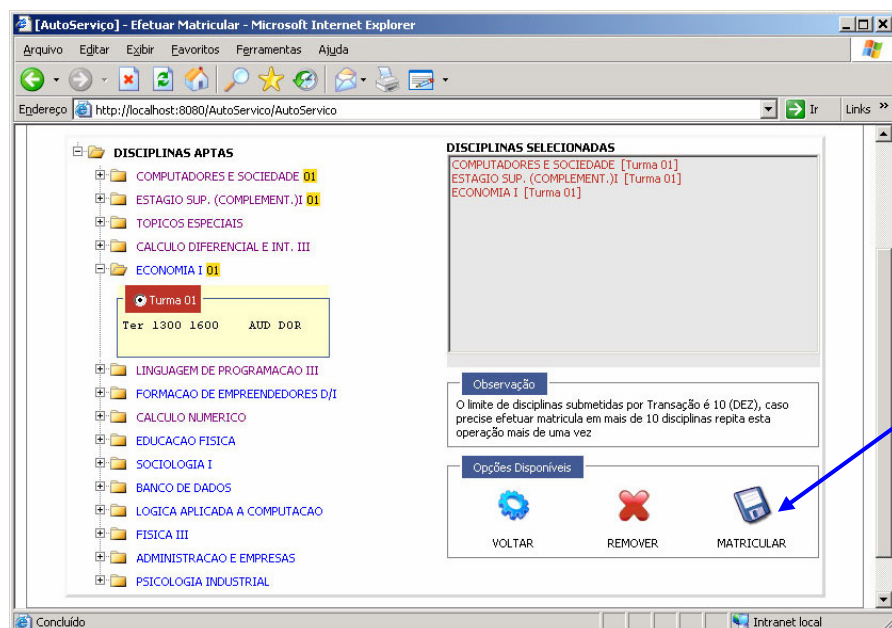 [AutoServiço] - Efetuar Matricular - Microsoft Internet Explorer
Arquivo Editar Exibir Favoritos Ferramentas Ajuda
Endereço http://localhost:8080/AutoServico/AutoServico Ir Links »
DISCIPLINAS APTAS
COMPUTADORES E SOCIEDADE 01
ESTAGIO SUP. (COMPLEMENT.)I 01
TOPICOS ESPECIAIS
CALCULO DIFERENCIAL E INT. III
ECONOMIA I 01
Turma 01
Ter 1300 1600 AUD DOR
LINGUAGEM DE PROGRAMACAO III
FORMACAO DE EMPREENDEDORES D/I
CALCULO NUMERICO
EDUCACAO FISICA
SOCIOLOGIA I
BANCO DE DADOS
LOGICA APLICADA A COMPUTACAO
FISICA III
ADMINISTRACAO E EMPRESAS
PSICOLOGIA INDUSTRIAL
DISCIPLINAS SELECIONADAS
COMPUTADORES E SOCIEDADE [Turma 01]
ESTAGIO SUP. (COMPLEMENT.)I [Turma 01]
ECONOMIA I [Turma 01]
Observação
O limite de disciplinas submetidas por Transação é 10 (DEZ), caso
precise efetuar matricula em mais de 10 disciplinas repita esta
operação mais de uma vez
Opções Disponíveis
VOLTAR REMOVER MATRICULAR
Concluído Intranet local